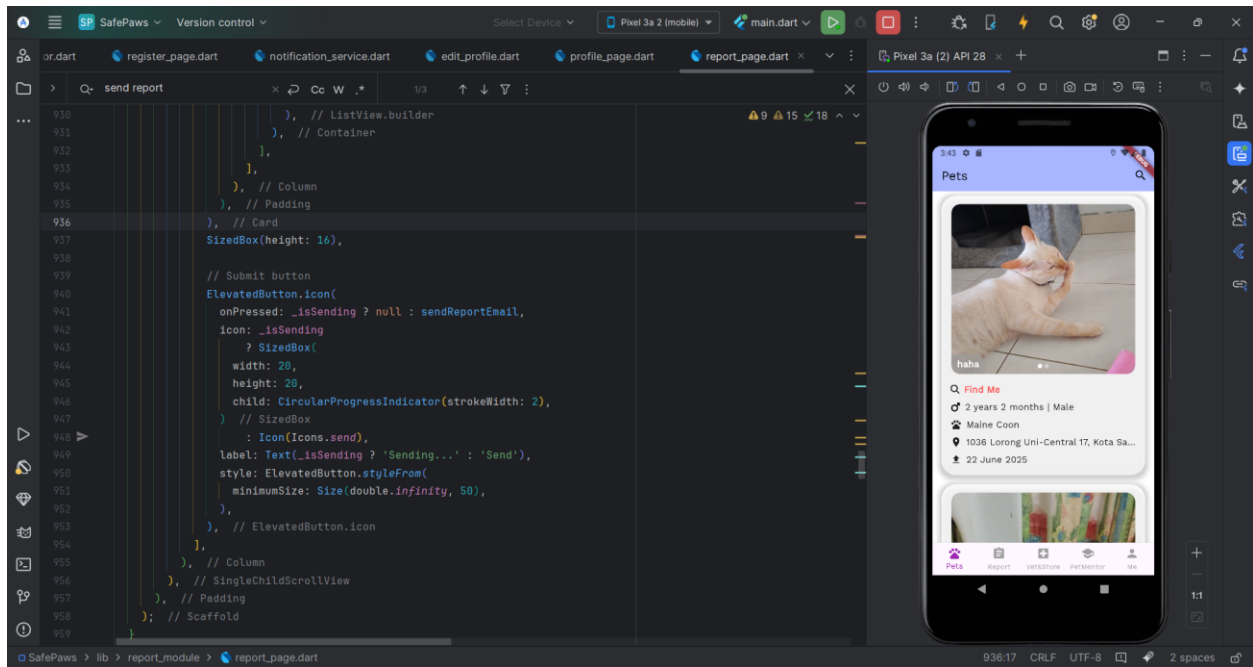 SP SafePaws Version control Select Device Pixel 3a 2 (mobile) main.dart
or.dart register_page.dart notification_service.dart edit_profile.dart profile_page.dart report_page.dart Pixel 3a (2) API 28
send report Cc W .* 1/3
930 ), // ListView.builder 9 15 18
931 ), // Container
932 ],
933 ],
934 ), // Column
935 ), // Padding
936 ), // Card
937 SizedBox(height: 16),
938
939 // Submit button
940 ElevatedButton.icon(
941 onPressed: _isSending ? null : sendReportEmail,
942 icon: _isSending
943 ? SizedBox(
944 width: 20,
945 height: 20,
946 child: CircularProgressIndicator(strokeWidth: 2),
947 ) // SizedBox
948 : Icon(Icons.send),
949 label: Text(_isSending ? 'Sending...' : 'Send'),
950 style: ElevatedButton.styleFrom(
951 minimumSize: Size(double.infinity, 50),
952 ),
953 ), // ElevatedButton.icon
954 ],
955 ), // Column
956 ), // SingleChildScrollView
957 ), // Padding
958 ); // Scaffold
959 }
3:43
Pets
haha
Find Me
2 years 2 months | Male
Maine Coon
1036 Lorong Uni-Central 17, Kota Sa...
22 June 2025
Pets Report Vet&Store PetMentor Me
1:1
SafePaws > lib > report_module > report_page.dart 936:17 CRLF UTF-8 2 spaces